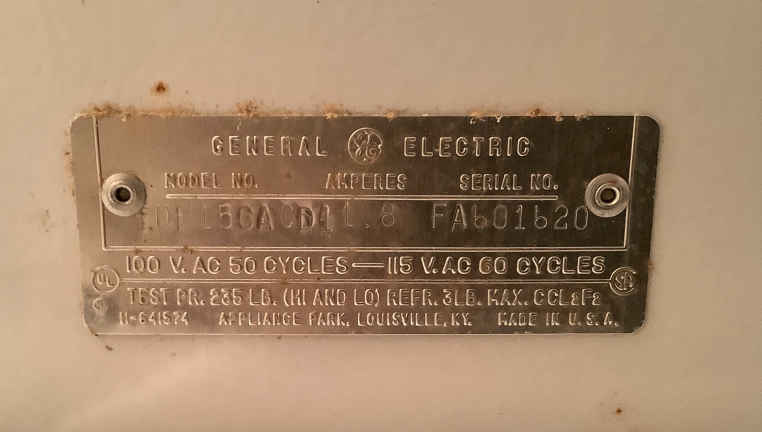 GENERAL GE ELECTRIC
MODEL NO. AMPERES SERIAL NO.
FA601620
100 V. AC 50 CYCLES—115 V. AC 60 CYCLES
TEST PR. 235 LB. (HI AND LO) REFR. 3LB. MAX. CCL2F2
APPLIANCE PARK, LOUISVILLE, KY. MADE IN U.S.A.